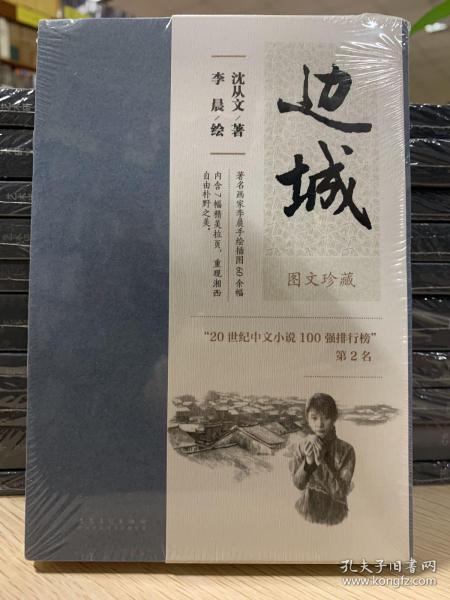 边城
图文珍藏
沈从文/著
李晨/绘
著名画家李晨手绘插图60余幅
内含7幅精美拉页，重现湘西
自由朴野之美。
“20世纪中文小说100强排行榜”
第2名
孔夫子旧书网
www.kongfz.com